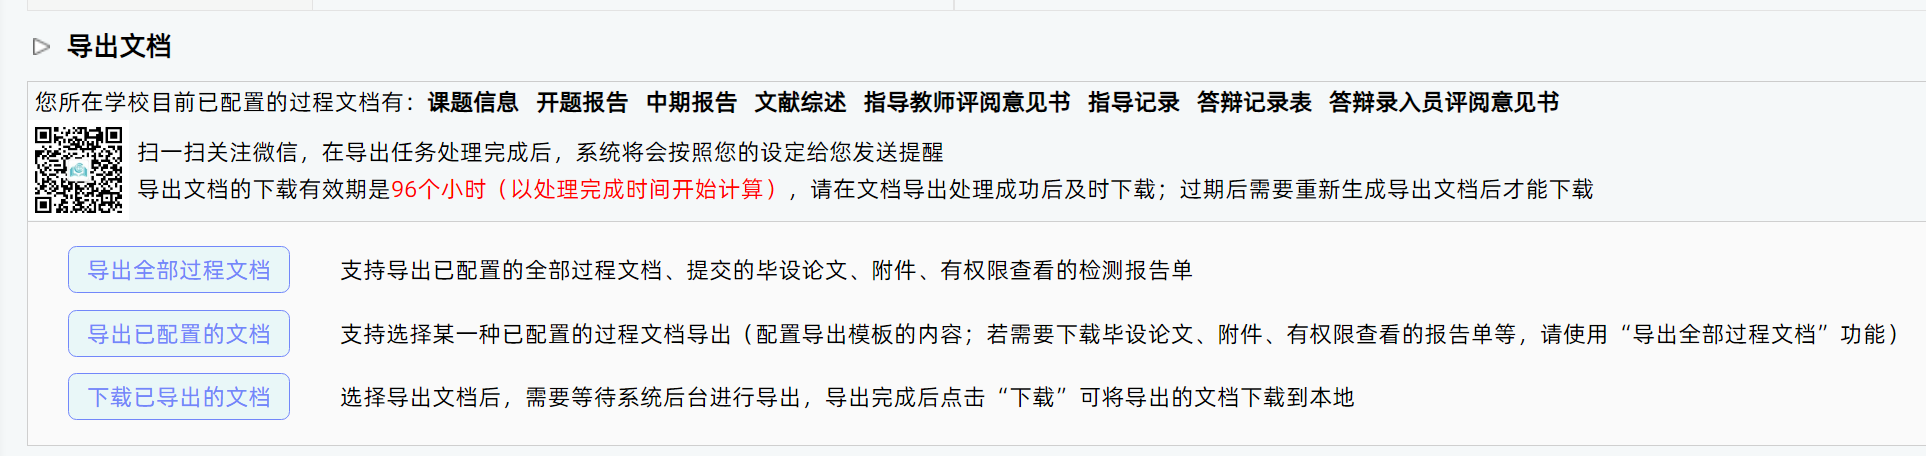 导出文档
您所在学校目前已配置的过程文档有：课题信息 开题报告 中期报告 文献综述 指导教师评阅意见书 指导记录 答辩记录表 答辩录入员评阅意见书
扫一扫关注微信，在导出任务处理完成后，系统将会按照您的设定给您发送提醒
导出文档的下载有效期是96个小时（以处理完成时间开始计算），请在文档导出处理成功后及时下载；过期后需要重新生成导出文档后才能下载
导出全部过程文档 支持导出已配置的全部过程文档、提交的毕设论文、附件、有权限查看的检测报告单
导出已配置的文档 支持选择某一种已配置的过程文档导出（配置导出模板的内容；若需要下载毕设论文、附件、有权限查看的报告单等，请使用“导出全部过程文档”功能）
下载已导出的文档 选择导出文档后，需要等待系统后台进行导出，导出完成后点击“下载”可将导出的文档下载到本地